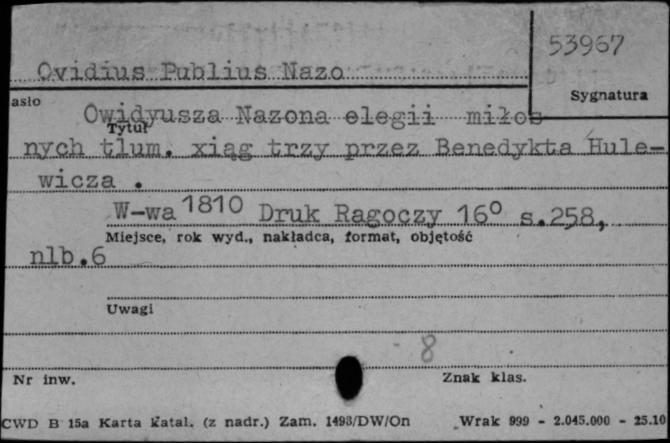 53967
Ovidius Publius Nazo
asło
Sygnatura
Owidyusza Nazona elegii miłos
Tytuł
nych tlum. xiąg trzy przez Benedykta Hule-
wicza .
W-wa 1810 Druk Ragoczy 16° s.258,
Miejsce, rok wyd., nakładca, format, objętość
nlb.6
Uwagi
8
Nr inw.
Znak klas.
CWD B 15a Karta katal. (z nadr.) Zam. 1493/DW/On Wrak 999 - 2.045.000 - 25.10